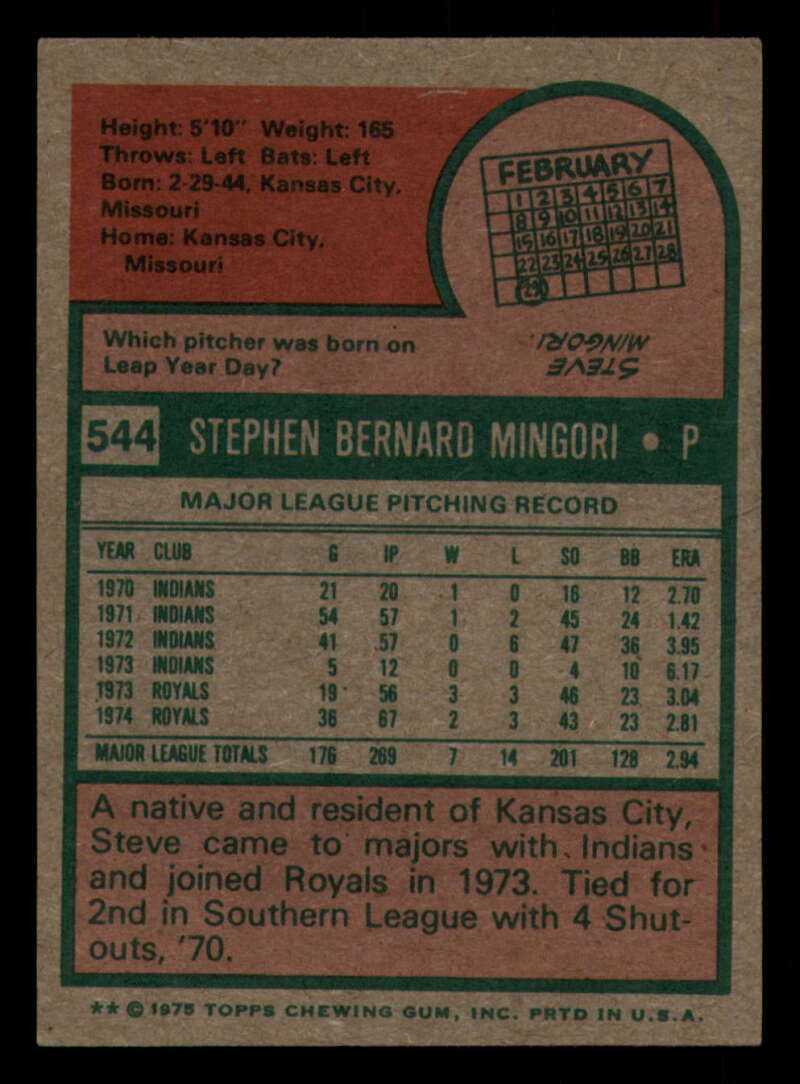 Height: 5'10" Weight: 165
Throws: Left Bats: Left
Born: 2-29-44, Kansas City,
Missouri
Home: Kansas City,
Missouri
FEBRUARY
1 2 3 4 5 6 7
8 9 10 11 12 13 14
15 16 17 18 19 20 21
22 23 24 25 26 27 28
29
Which pitcher was born on
Leap Year Day?
STEVE
MINGORI.
544 STEPHEN BERNARD MINGORI • P
MAJOR LEAGUE PITCHING RECORD
YEAR CLUB G IP W L SO BB ERA
1970 INDIANS 21 20 1 0 16 12 2.70
1971 INDIANS 54 57 1 2 45 24 1.42
1972 INDIANS 41 57 0 6 47 36 3.95
1973 INDIANS 5 12 0 0 4 10 6.17
1973 ROYALS 19 56 3 3 46 23 3.04
1974 ROYALS 36 67 2 3 43 23 2.81
MAJOR LEAGUE TOTALS 176 269 7 14 201 128 2.94
A native and resident of Kansas City,
Steve came to majors with Indians
and joined Royals in 1973. Tied for
2nd in Southern League with 4 Shut-
outs, '70.
** © 1975 TOPPS CHEWING GUM, INC. PRTD IN U.S.A.